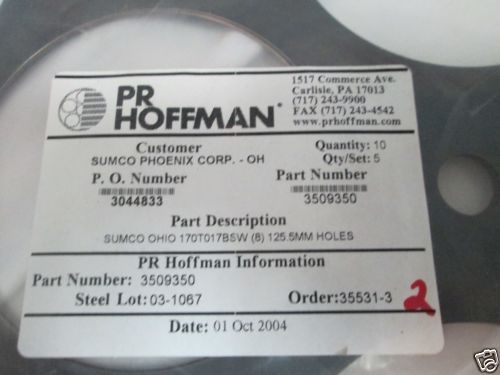 PR
HOFFMAN
1517 Commerce Ave.
Carlisle, PA 17013
(717) 243-9900
FAX (717) 243-4542
www.prhoffman.com
Customer
SUMCO PHOENIX CORP. - OH
Quantity: 10
Qty/Set: 5
P. O. Number
3044833
Part Number
3509350
Part Description
SUMCO OHIO 170T017BSW (8) 125.5MM HOLES
PR Hoffman Information
Part Number: 3509350
Steel Lot: 03-1067
Order: 35531-3
2
Date: 01 Oct 2004
ebY